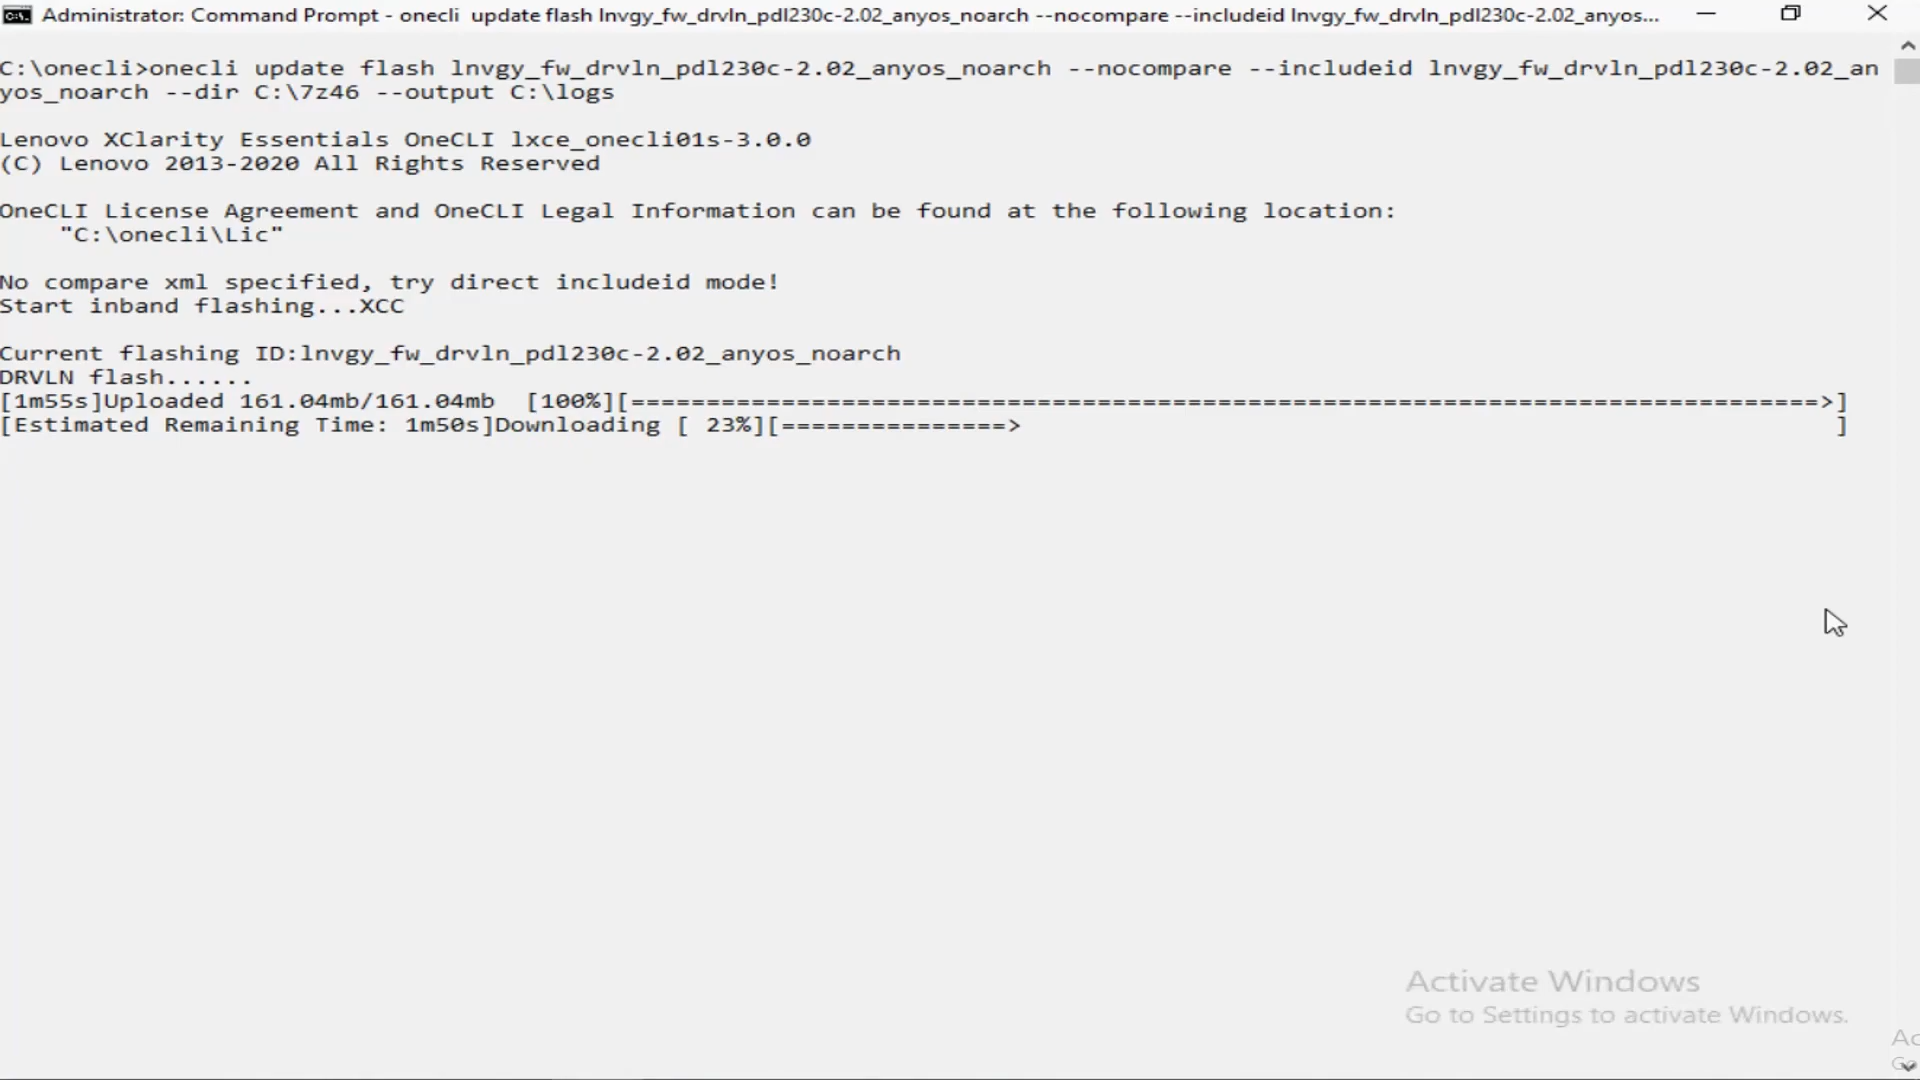 Administrator: Command Prompt - onecli  update flash lnvgy_fw_drvln_pdl230c-2.02_anyos_noarch --nocompare --includeid lnvgy_fw_drvln_pdl230c-2.02_anyos...
C:\onecli>onecli update flash lnvgy_fw_drvln_pdl230c-2.02_anyos_noarch --nocompare --includeid lnvgy_fw_drvln_pdl230c-2.02_an
yos_noarch --dir C:\7z46 --output C:\logs
Lenovo XClarity Essentials OneCLI lxce_onecli01s-3.0.0
(C) Lenovo 2013-2020 All Rights Reserved
OneCLI License Agreement and OneCLI Legal Information can be found at the following location:
"C:\onecli\Lic"
No compare xml specified, try direct includeid mode!
Start inband flashing...XCC
Current flashing ID:lnvgy_fw_drvln_pdl230c-2.02_anyos_noarch
DRVLN flash......
[1m55s]Uploaded 161.04mb/161.04mb  [100%][===============================================================================>]
[Estimated Remaining Time: 1m50s]Downloading [ 23%][===============>                                                      ]
Activate Windows
Go to Settings to activate Windows.
Ac
Go